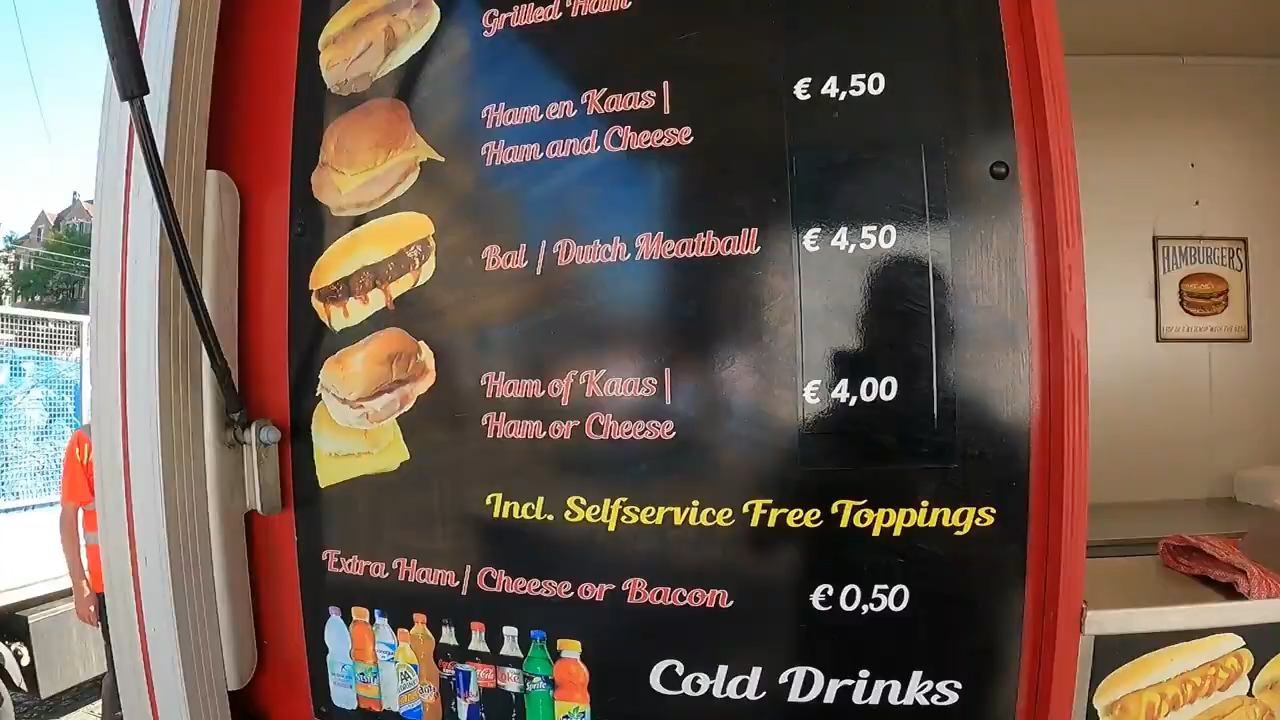 Grilled Ham
Ham en Kaas |
Ham and Cheese
€ 4,50
Bal / Dutch Meatball
€ 4,50
Ham of Kaas |
Ham or Cheese
€ 4,00
Incl. Selfservice Free Toppings
Extra Ham | Cheese or Bacon
€ 0,50
Cold Drinks
Sprite
HAMBURGERS